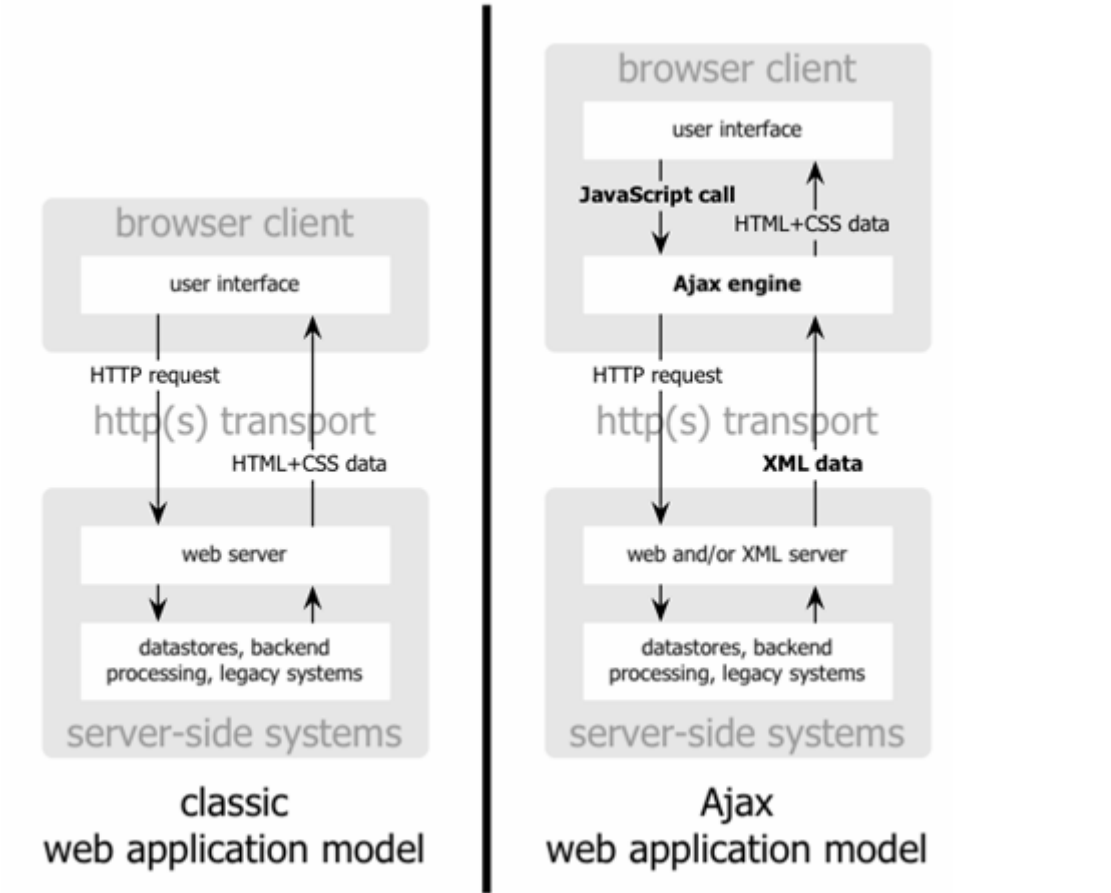 browser client
user interface
HTTP request
http(s) transport
HTML+CSS data
web server
datastores, backend
processing, legacy systems
server-side systems
classic
web application model
browser client
user interface
JavaScript call
HTML+CSS data
Ajax engine
HTTP request
http(s) transport
XML data
web and/or XML server
datastores, backend
processing, legacy systems
server-side systems
Ajax
web application model